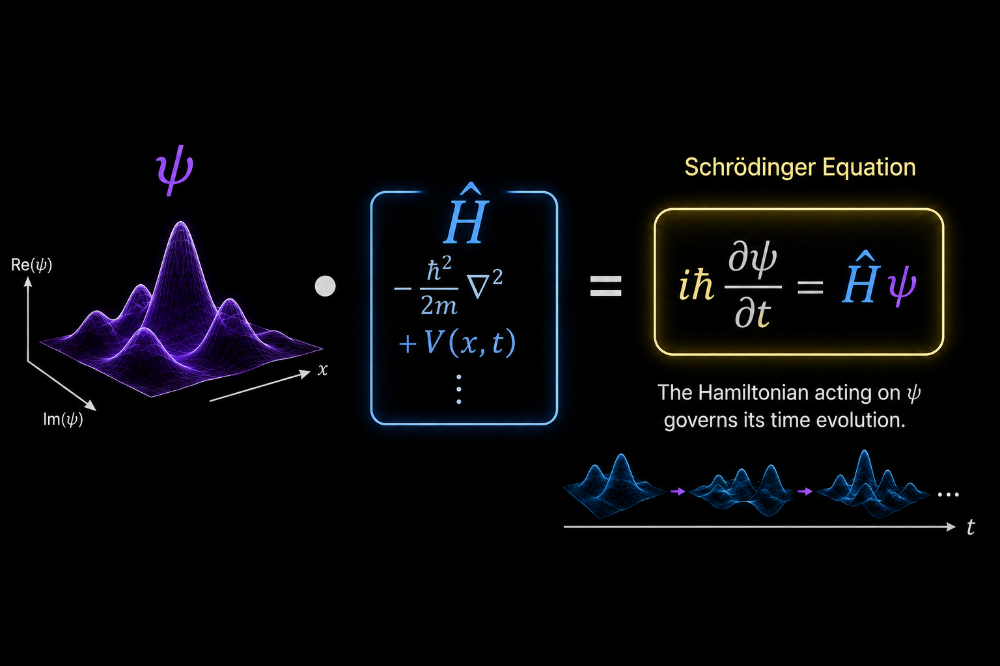 ψ
Re(ψ)
Im(ψ)
x
•
Ĥ
− ħ²/2m ∇²
+ V(x, t)
⋮
=
Schrödinger Equation
iħ ∂ψ/∂t = Ĥψ
The Hamiltonian acting on ψ
governs its time evolution.
...
t